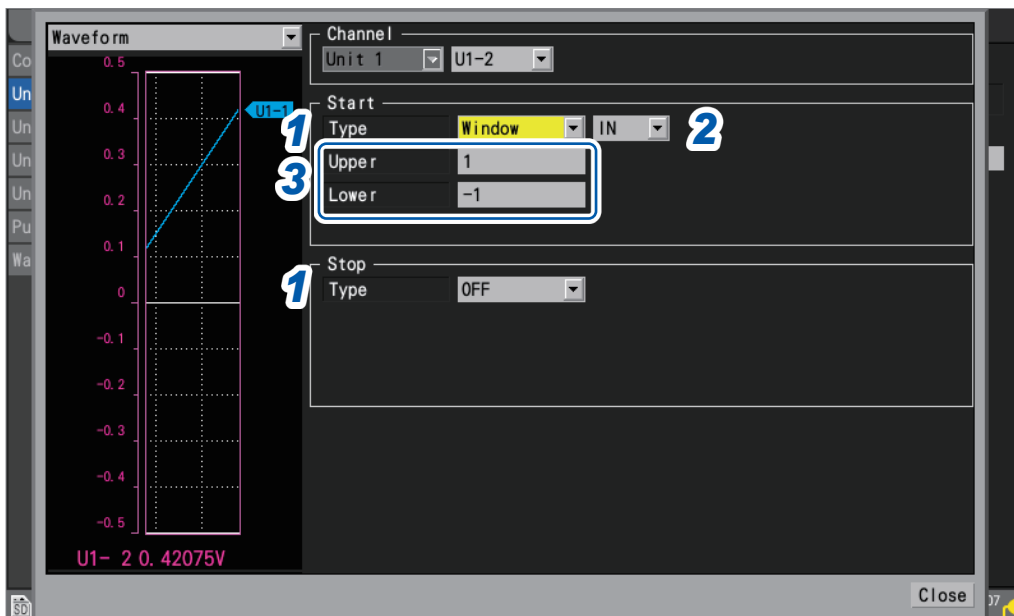 Waveform
Channel
Unit 1 U1-2
Co
Un
Un
Un
Un
Pu
Wa
0.5
0.4
0.3
0.2
0.1
0
-0.1
-0.2
-0.3
-0.4
-0.5
U1-1
U1- 2 0.42075V
Start
1 Type Window IN 2
3 Upper 1
Lower -1
Stop
1 Type OFF
Close
SD
07